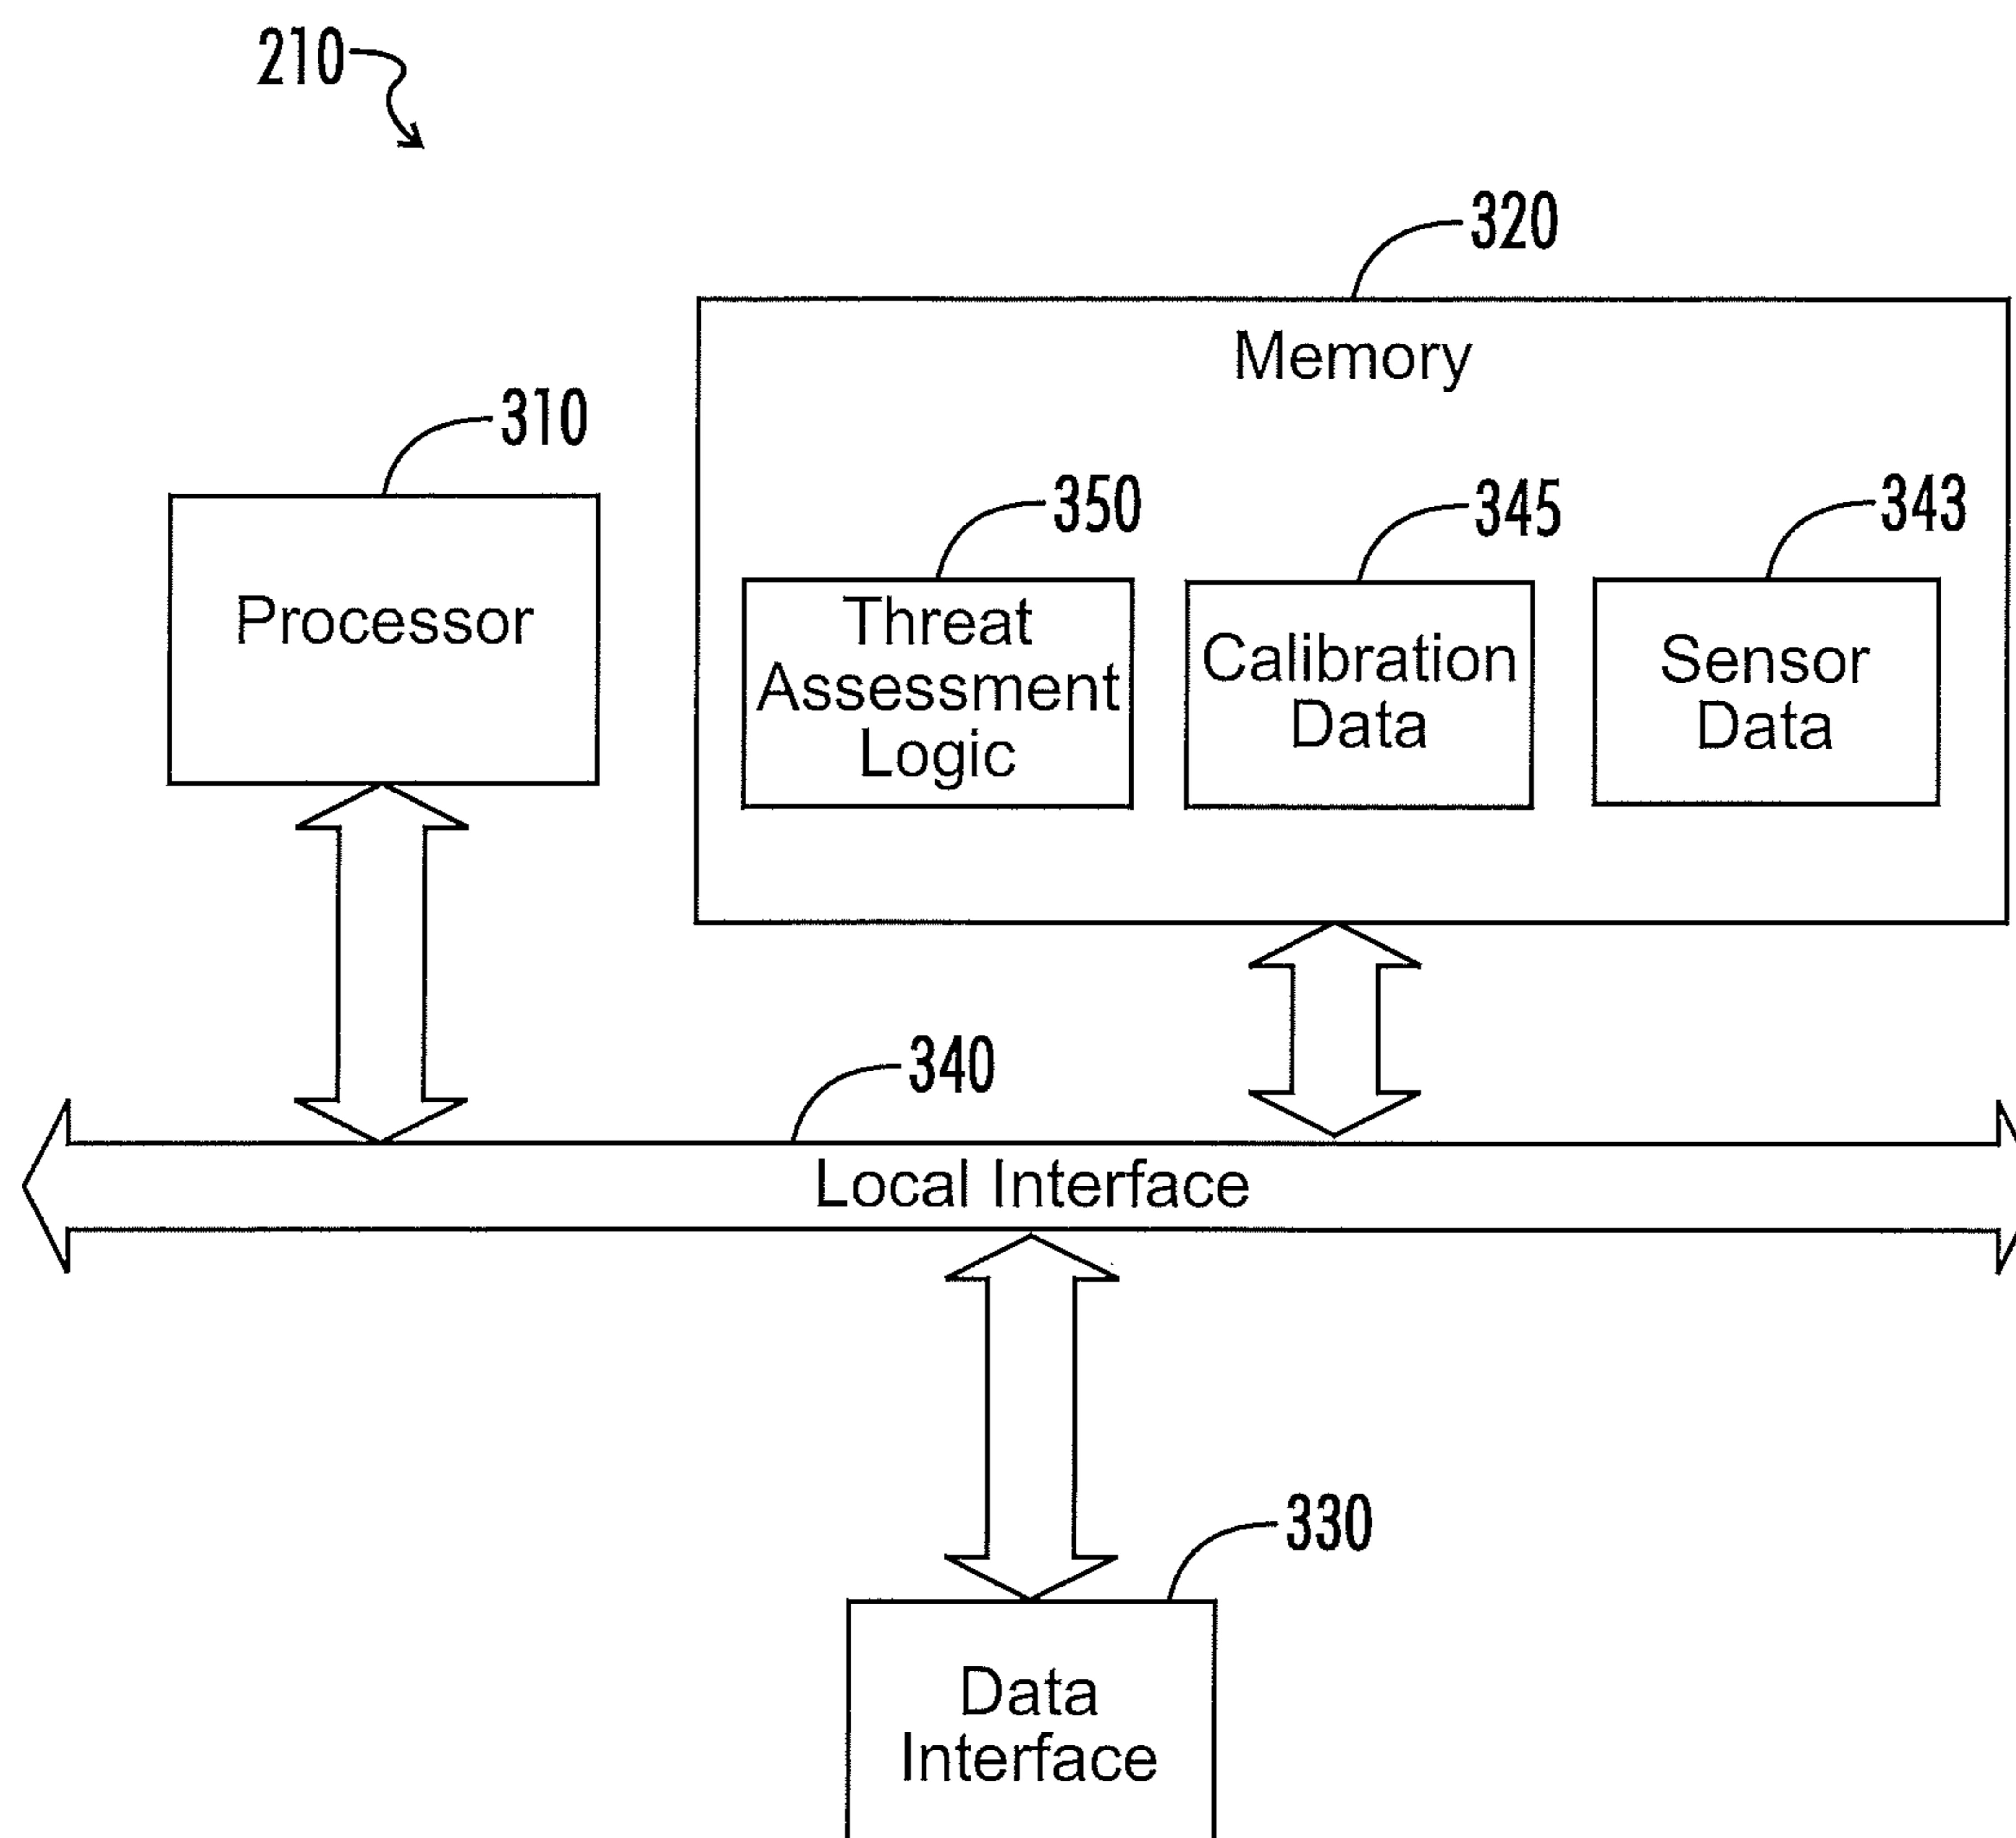 210
320
Memory
310
350
345
343
Processor
Threat
Assessment
Logic
Calibration
Data
Sensor
Data
340
Local Interface
330
Data
Interface